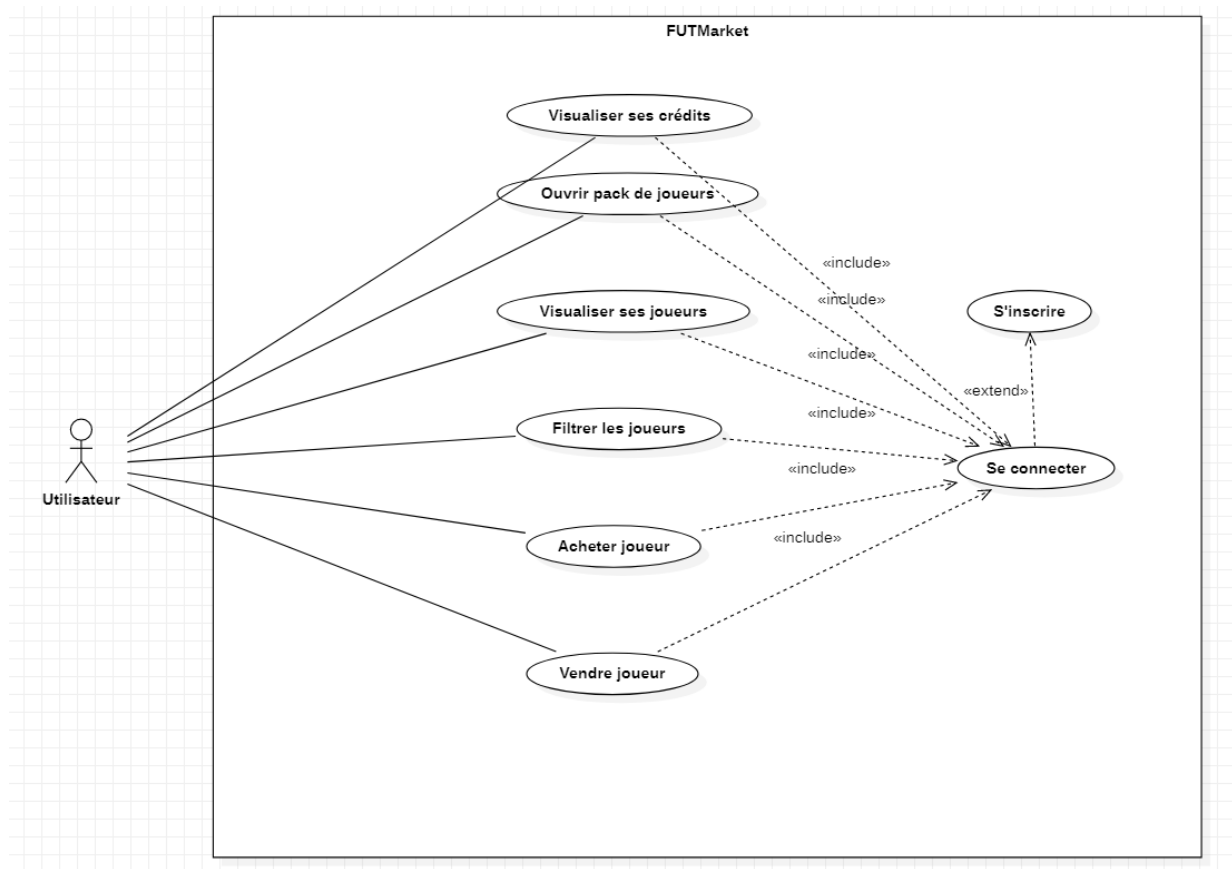 FUTMarket
Visualiser ses crédits
Ouvrir pack de joueurs
«include»
«include»
Visualiser ses joueurs
S'inscrire
«include»
«extend»
«include»
Filtrer les joueurs
«include»
Se connecter
Utilisateur
«include»
Acheter joueur
Vendre joueur